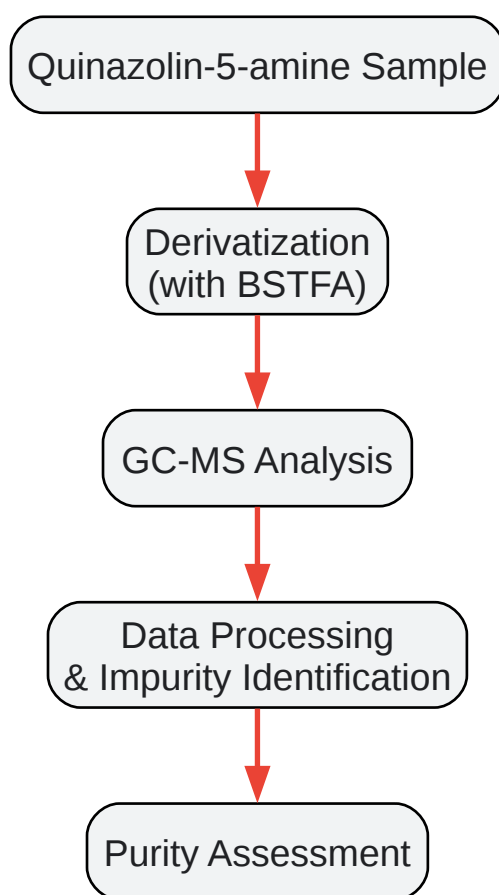 Quinazolin-5-amine Sample
Derivatization
(with BSTFA)
GC-MS Analysis
Data Processing
& Impurity Identification
Purity Assessment